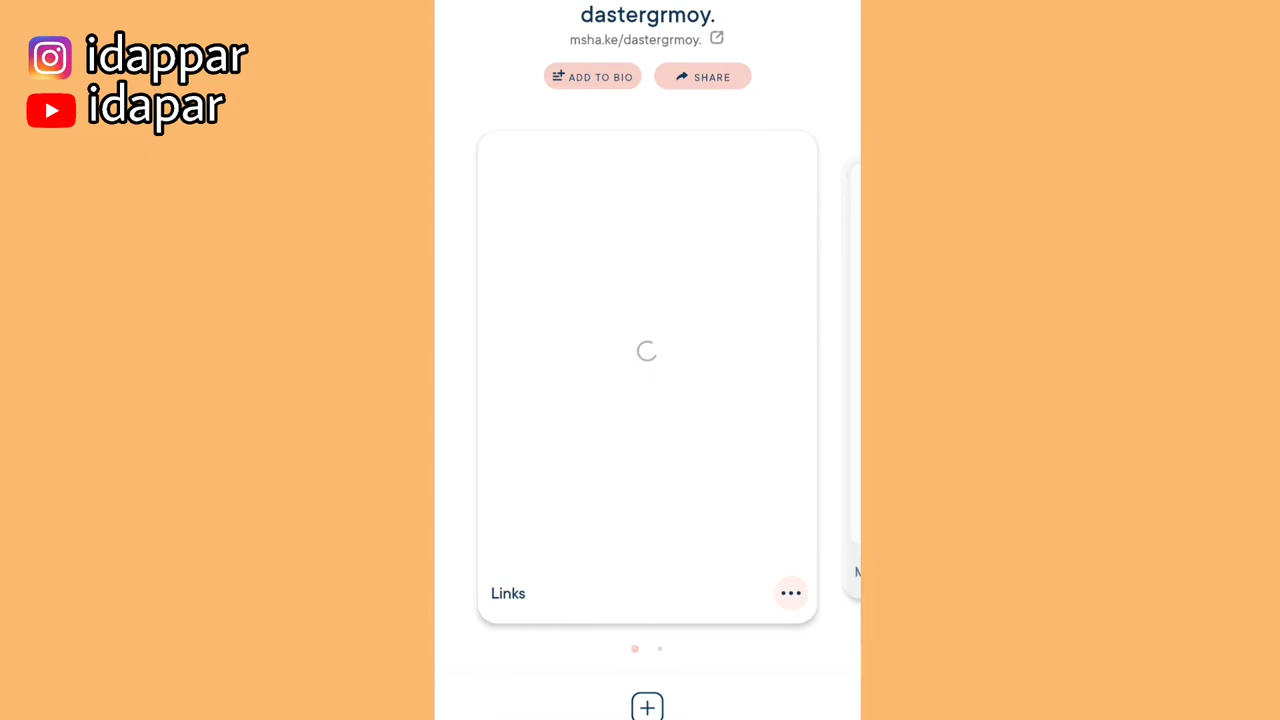 idappar
idapar
dastergrmoy.
msha.ke/dastergrmoy.
ADD TO BIO
SHARE
Links
M